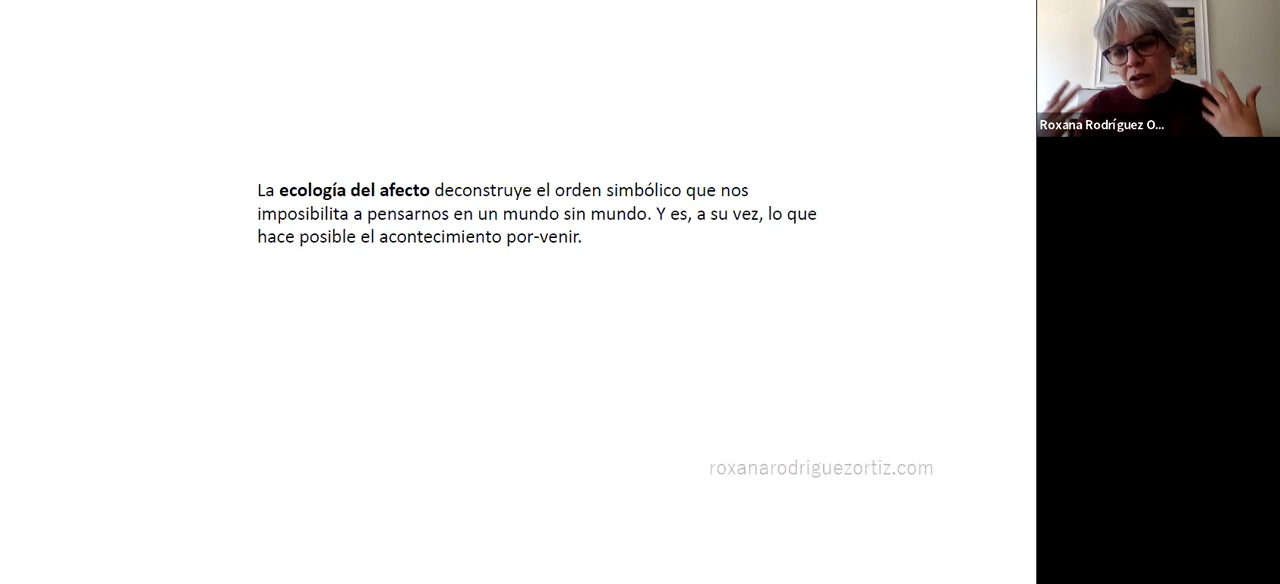 Roxana Rodríguez O...
La ecología del afecto deconstruye el orden simbólico que nos
imposibilita a pensarnos en un mundo sin mundo. Y es, a su vez, lo que
hace posible el acontecimiento por-venir.
roxanarodriguezortiz.com